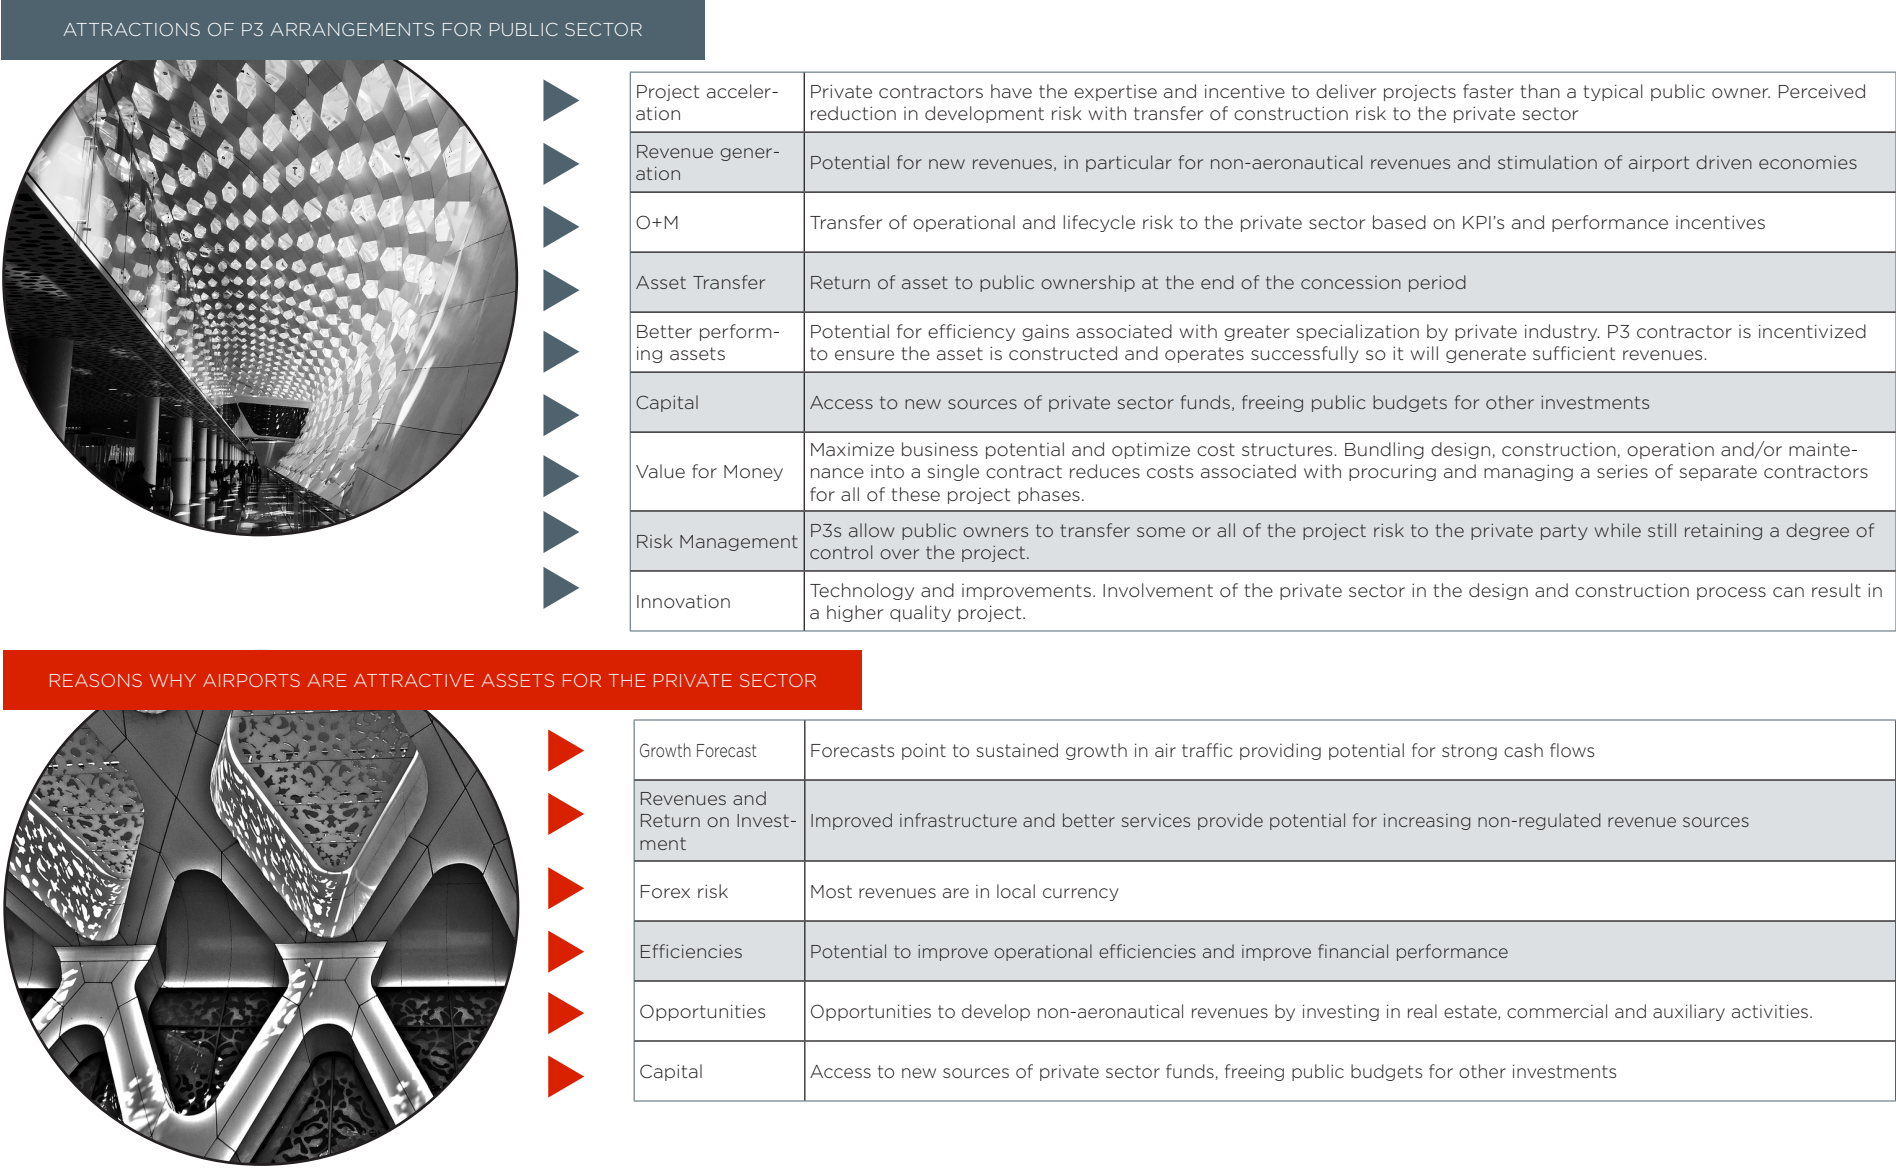 ATTRACTIONS OF P3 ARRANGEMENTS FOR PUBLIC SECTOR
Project acceler-
ation
Private contractors have the expertise and incentive to deliver projects faster than a typical public owner. Perceived
reduction in development risk with transfer of construction risk to the private sector
Revenue gener-
ation
Potential for new revenues, in particular for non-aeronautical revenues and stimulation of airport driven economies
O+M
Transfer of operational and lifecycle risk to the private sector based on KPI's and performance incentives
Asset Transfer
Return of asset to public ownership at the end of the concession period
Better perform-
ing assets
Potential for efficiency gains associated with greater specialization by private industry. P3 contractor is incentivized
to ensure the asset is constructed and operates successfully so it will generate sufficient revenues.
Capital
Access to new sources of private sector funds, freeing public budgets for other investments
Value for Money
Maximize business potential and optimize cost structures. Bundling design, construction, operation and/or mainte-
nance into a single contract reduces costs associated with procuring and managing a series of separate contractors
for all of these project phases.
Risk Management
P3s allow public owners to transfer some or all of the project risk to the private party while still retaining a degree of
control over the project.
Innovation
Technology and improvements. Involvement of the private sector in the design and construction process can result in
a higher quality project.
REASONS WHY AIRPORTS ARE ATTRACTIVE ASSETS FOR THE PRIVATE SECTOR
Growth Forecast
Forecasts point to sustained growth in air traffic providing potential for strong cash flows
Revenues and
Return on Invest-
ment
Improved infrastructure and better services provide potential for increasing non-regulated revenue sources
Forex risk
Most revenues are in local currency
Efficiencies
Potential to improve operational efficiencies and improve financial performance
Opportunities
Opportunities to develop non-aeronautical revenues by investing in real estate, commercial and auxiliary activities.
Capital
Access to new sources of private sector funds, freeing public budgets for other investments